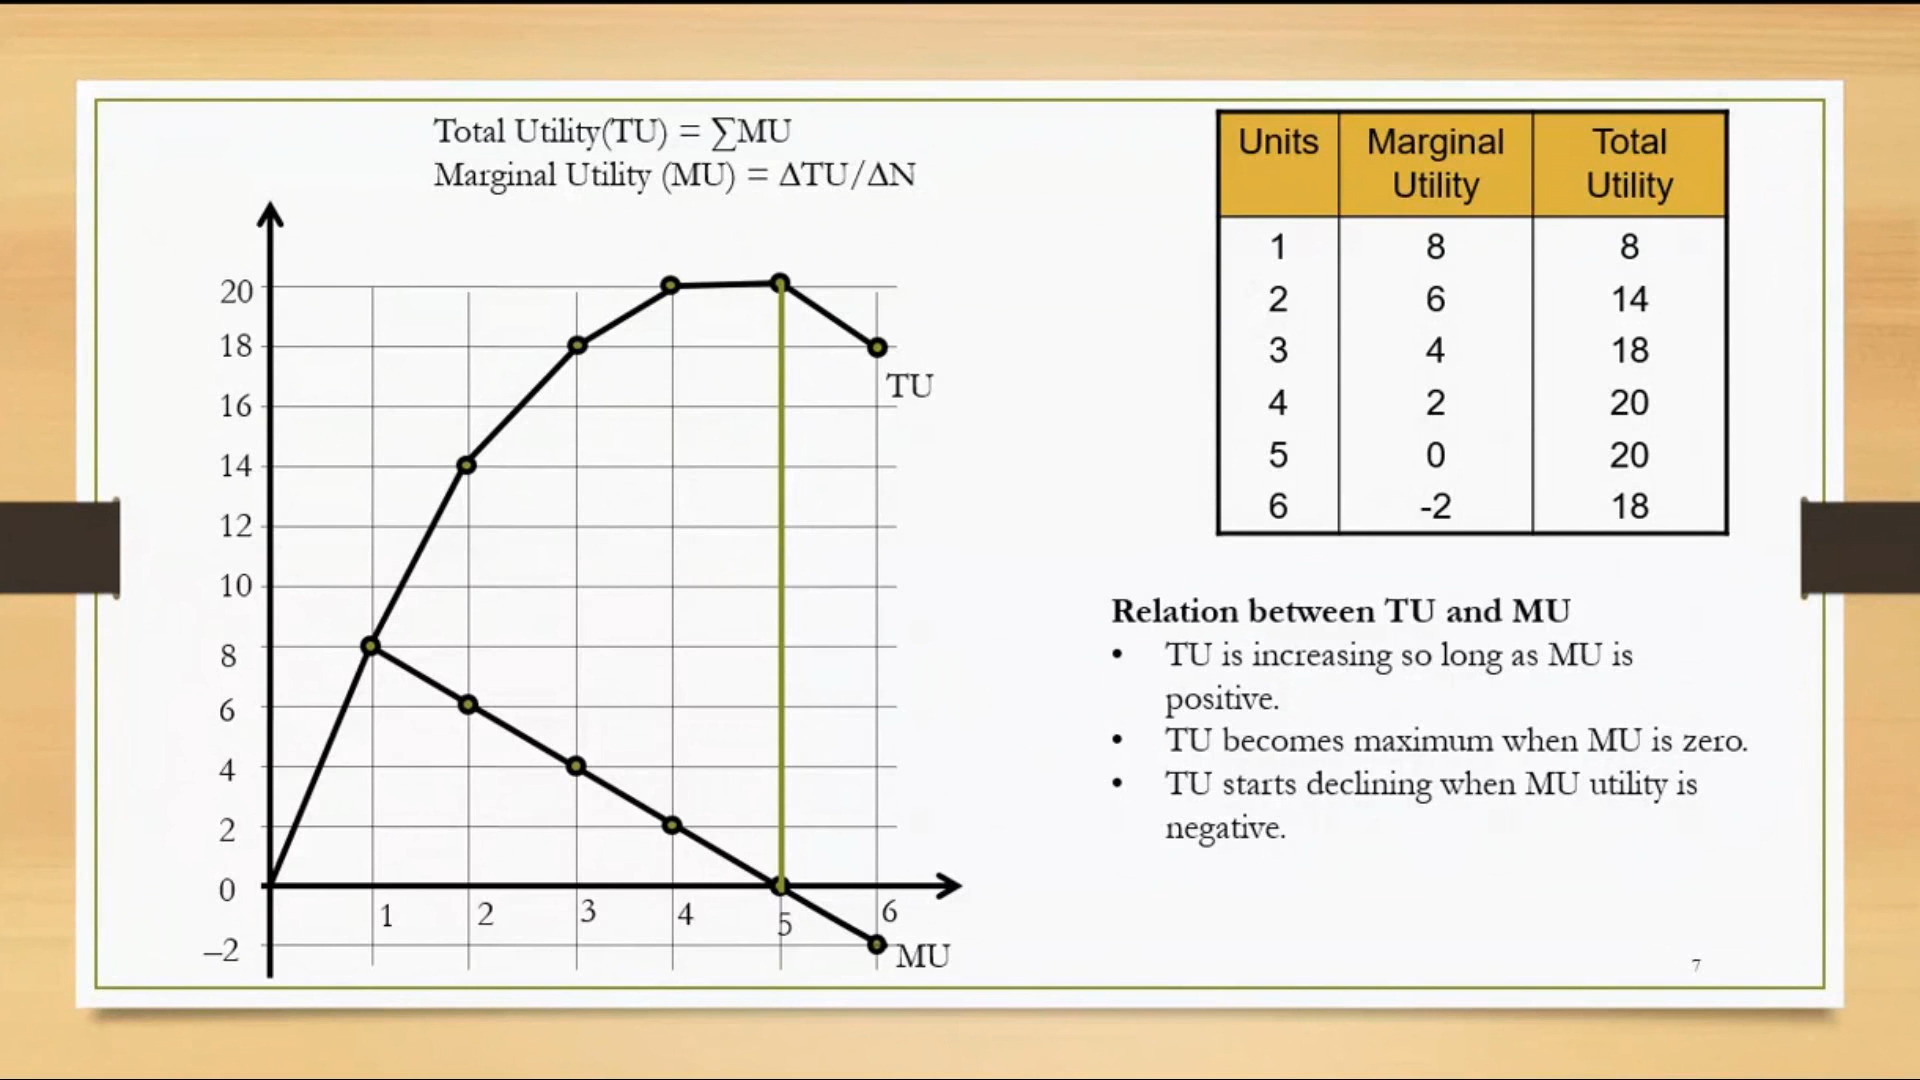 Total Utility(TU) = ∑MU
Marginal Utility (MU) = ΔTU/ΔN
20
18
16
14
12
10
8
6
4
2
0
–2
1 2 3 4 5 6
TU
MU
Units Marginal Utility Total Utility
1 8 8
2 6 14
3 4 18
4 2 20
5 0 20
6 -2 18
Relation between TU and MU
• TU is increasing so long as MU is
positive.
• TU becomes maximum when MU is zero.
• TU starts declining when MU utility is
negative.
7